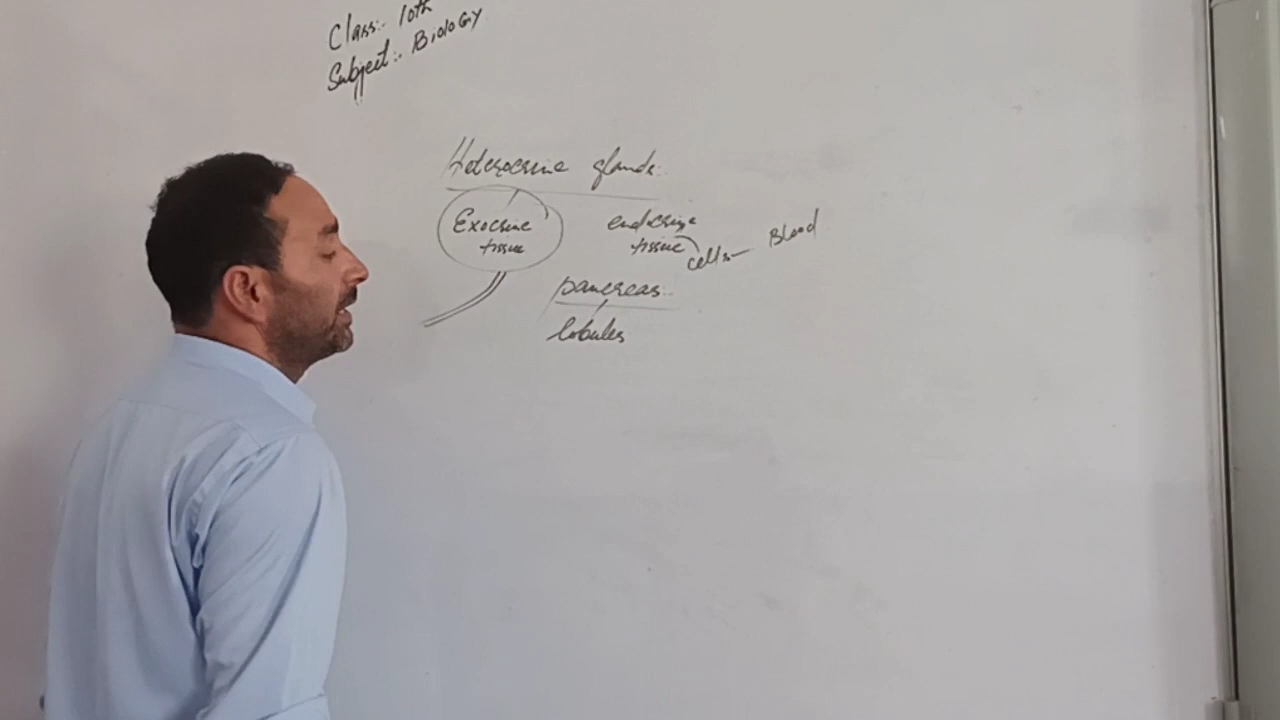 Class:- 10th
Subject:- Biology
Heterocrine glands:
Exocrine tissue
endocrine tissue
cells - Blood
pancreas..
lobules